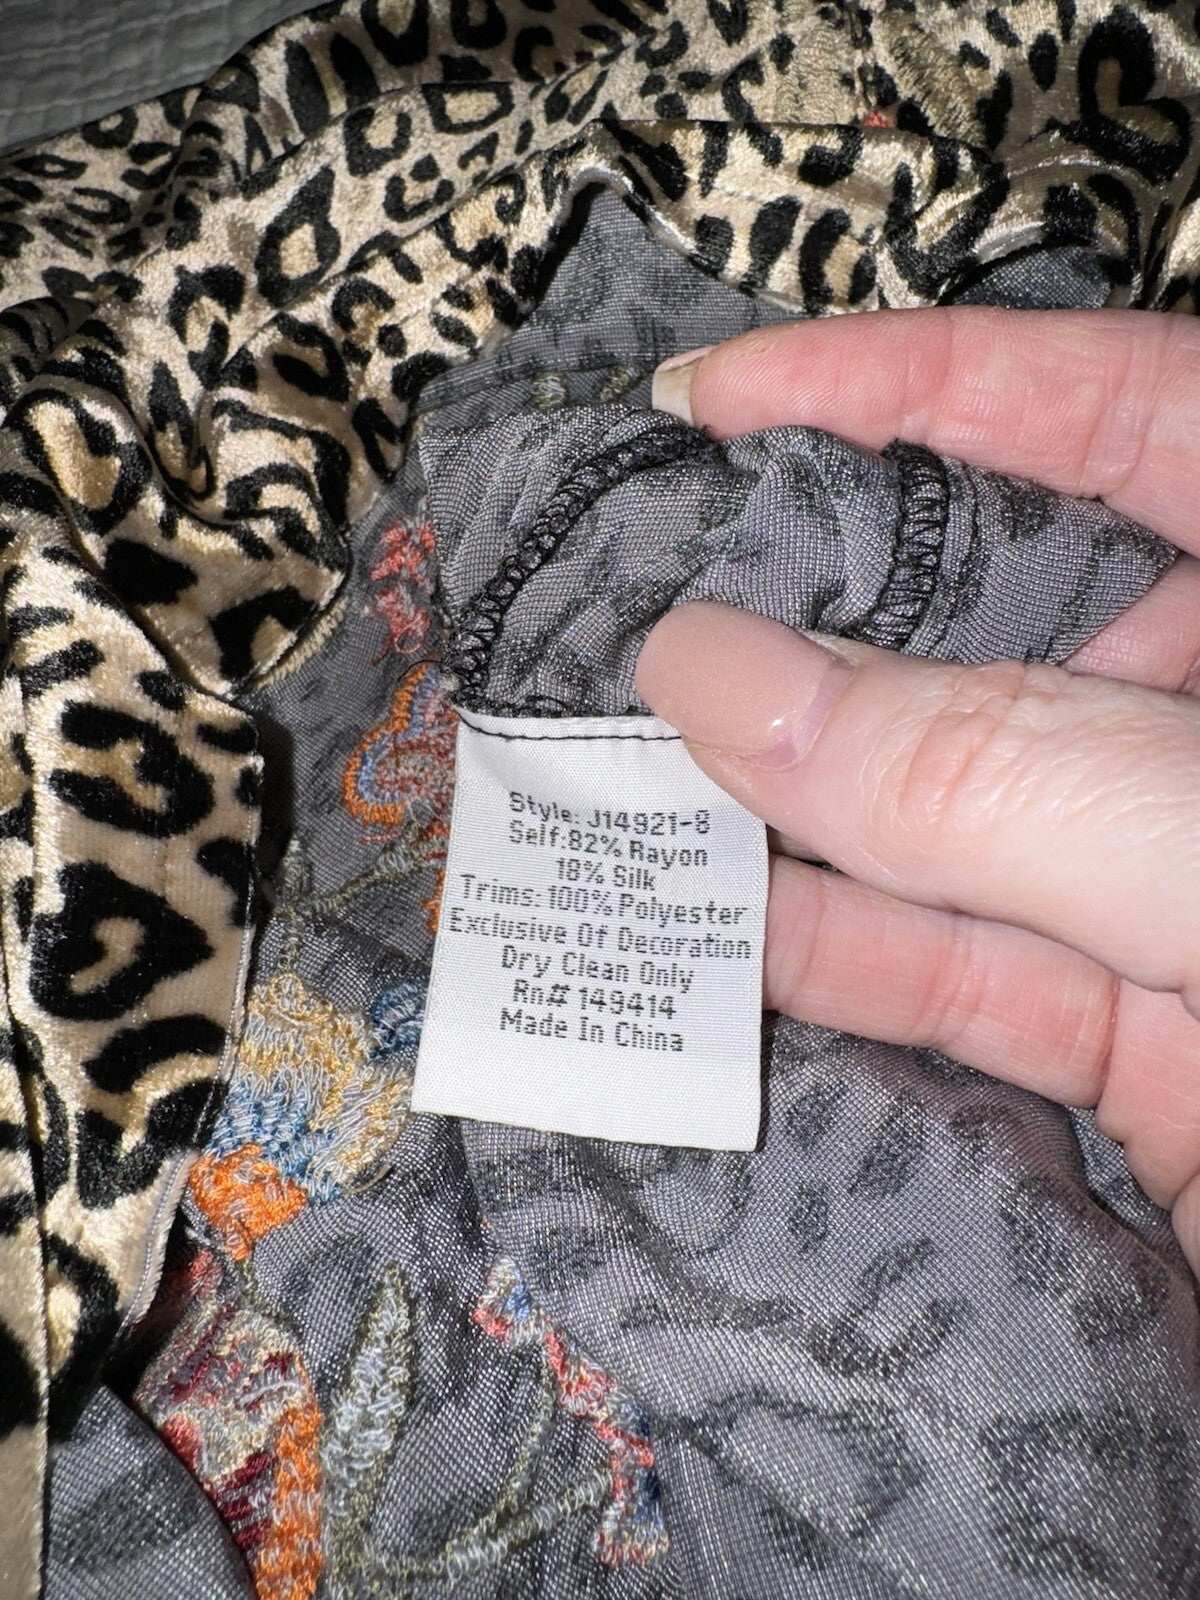 Style: J14921-8
Self:82% Rayon
18% Silk
Trims:100% Polyester
Exclusive Of Decoration
Dry Clean Only
Rn# 149414
Made In China